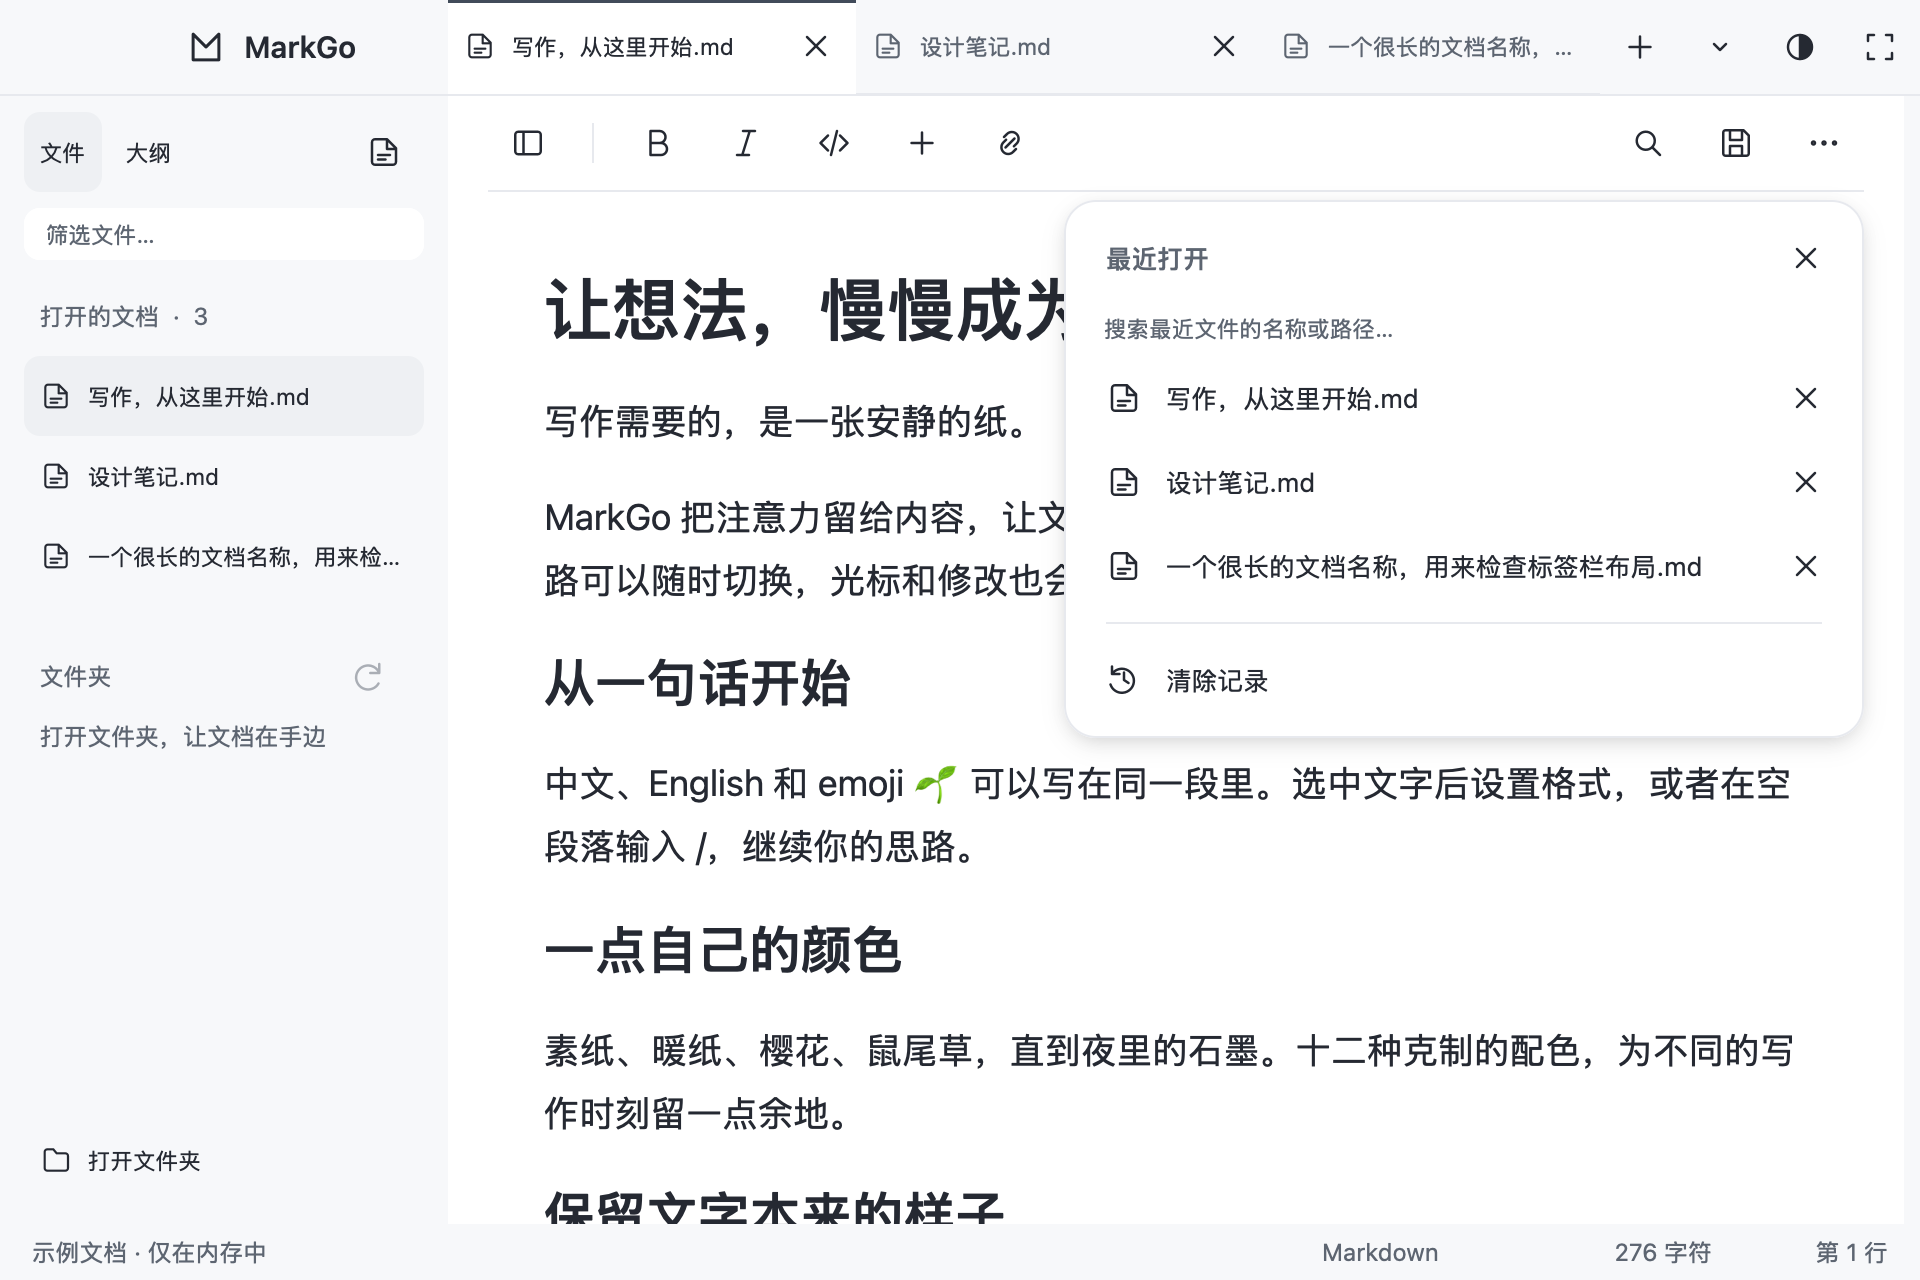 MarkGo
写作，从这里开始.md
设计笔记.md
一个很长的文档名称，...
文件
大纲
筛选文件...
打开的文档 · 3
写作，从这里开始.md
设计笔记.md
一个很长的文档名称，用来检...
文件夹
打开文件夹，让文档在手边
打开文件夹
让想法，慢慢成为
写作需要的，是一张安静的纸。
MarkGo 把注意力留给内容，让文
路可以随时切换，光标和修改也会
从一句话开始
中文、English 和 emoji 🌱 可以写在同一段里。选中文字后设置格式，或者在空
段落输入 /，继续你的思路。
一点自己的颜色
素纸、暖纸、樱花、鼠尾草，直到夜里的石墨。十二种克制的配色，为不同的写
作时刻留一点余地。
保留文字本来的样子
最近打开
搜索最近文件的名称或路径...
写作，从这里开始.md
设计笔记.md
一个很长的文档名称，用来检查标签栏布局.md
清除记录
示例文档 · 仅在内存中
Markdown
276 字符
第 1 行